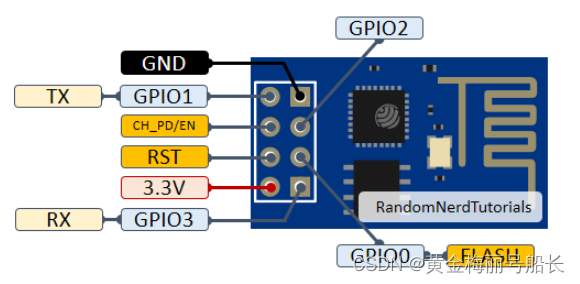 GPIO2
GND
TX GPIO1
CH_PD/EN
RST
3.3V
RX GPIO3
RandomNerdTutorials
GPIO0 FLASH
CSDN @黄金梅丽号船长